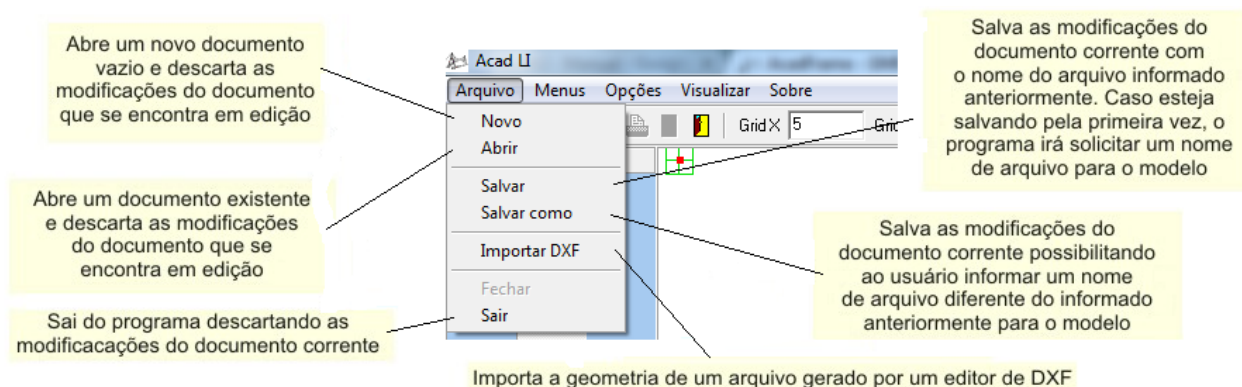 Abre um novo documento
vazio e descarta as
modificações do documento
que se encontra em edição
Abre um documento existente
e descarta as modificações
do documento que se
encontra em edição
Sai do programa descartando as
modificacações do documento corrente
Acad LI
Arquivo Menus Opções Visualizar Sobre
Grid X 5
Novo
Abrir
Salvar
Salvar como
Importar DXF
Fechar
Sair
Salva as modificações do
documento corrente com
o nome do arquivo informado
anteriormente. Caso esteja
salvando pela primeira vez, o
programa irá solicitar um nome
de arquivo para o modelo
Salva as modificações do
documento corrente possibilitando
ao usuário informar um nome
de arquivo diferente do informado
anteriormente para o modelo
Importa a geometria de um arquivo gerado por um editor de DXF